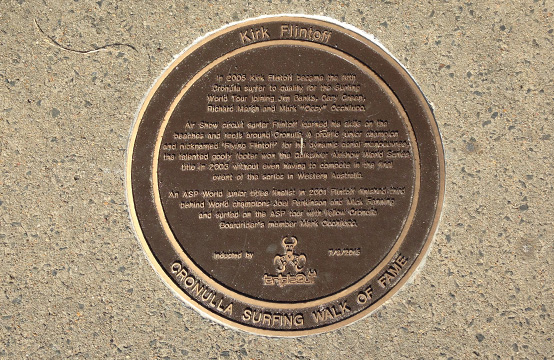 Kirk Flintoff
In 2005 Kirk Flintoff became the fifth
Cronulla surfer to qualify for the Surfing
World Tour joining Jim Banks, Gary Green,
Richard Marsh and Mark "Occy" Occhilupo.
Air Show circuit surfer Flintoff earned his skills on the
beaches and reefs around Cronulla. A prolific junior champion
and nicknamed "Flying Flintoff" for his dynamic aerial manoeuvres,
the talented goofy footer won the Quiksilver Airshow World Series
title in 2003 without even having to compete in the final
event of the series in Western Australia.
An ASP World Junior titles finalist in 2001 Flintoff finished third
behind World champions Joel Parkinson and Mick Fanning
and surfed on the ASP tour with fellow Cronulla
Boardrider's member Mark Occhilupo.
Inducted by
triple bull
CRONULLA SURFING WALK OF FAME